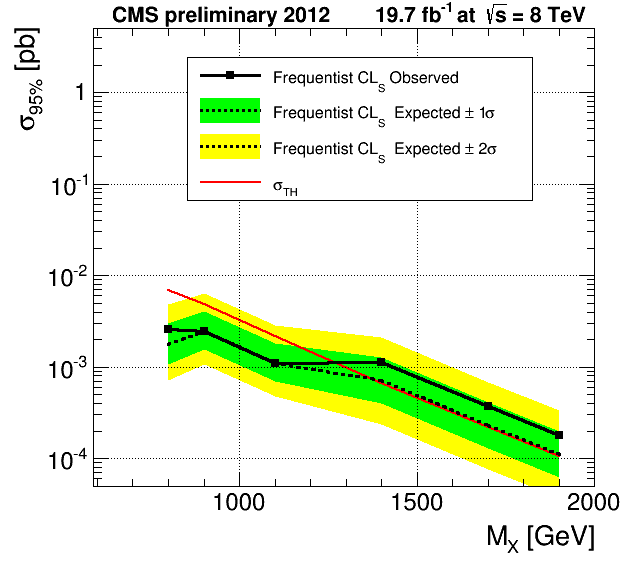 CMS preliminary 2012 19.7 fb⁻¹ at √s = 8 TeV
σ95% [pb]
Frequentist CLS Observed
Frequentist CLS Expected ± 1σ
Frequentist CLS Expected ± 2σ
σTH
1
10⁻¹
10⁻²
10⁻³
10⁻⁴
1000 1500 2000
MX [GeV]